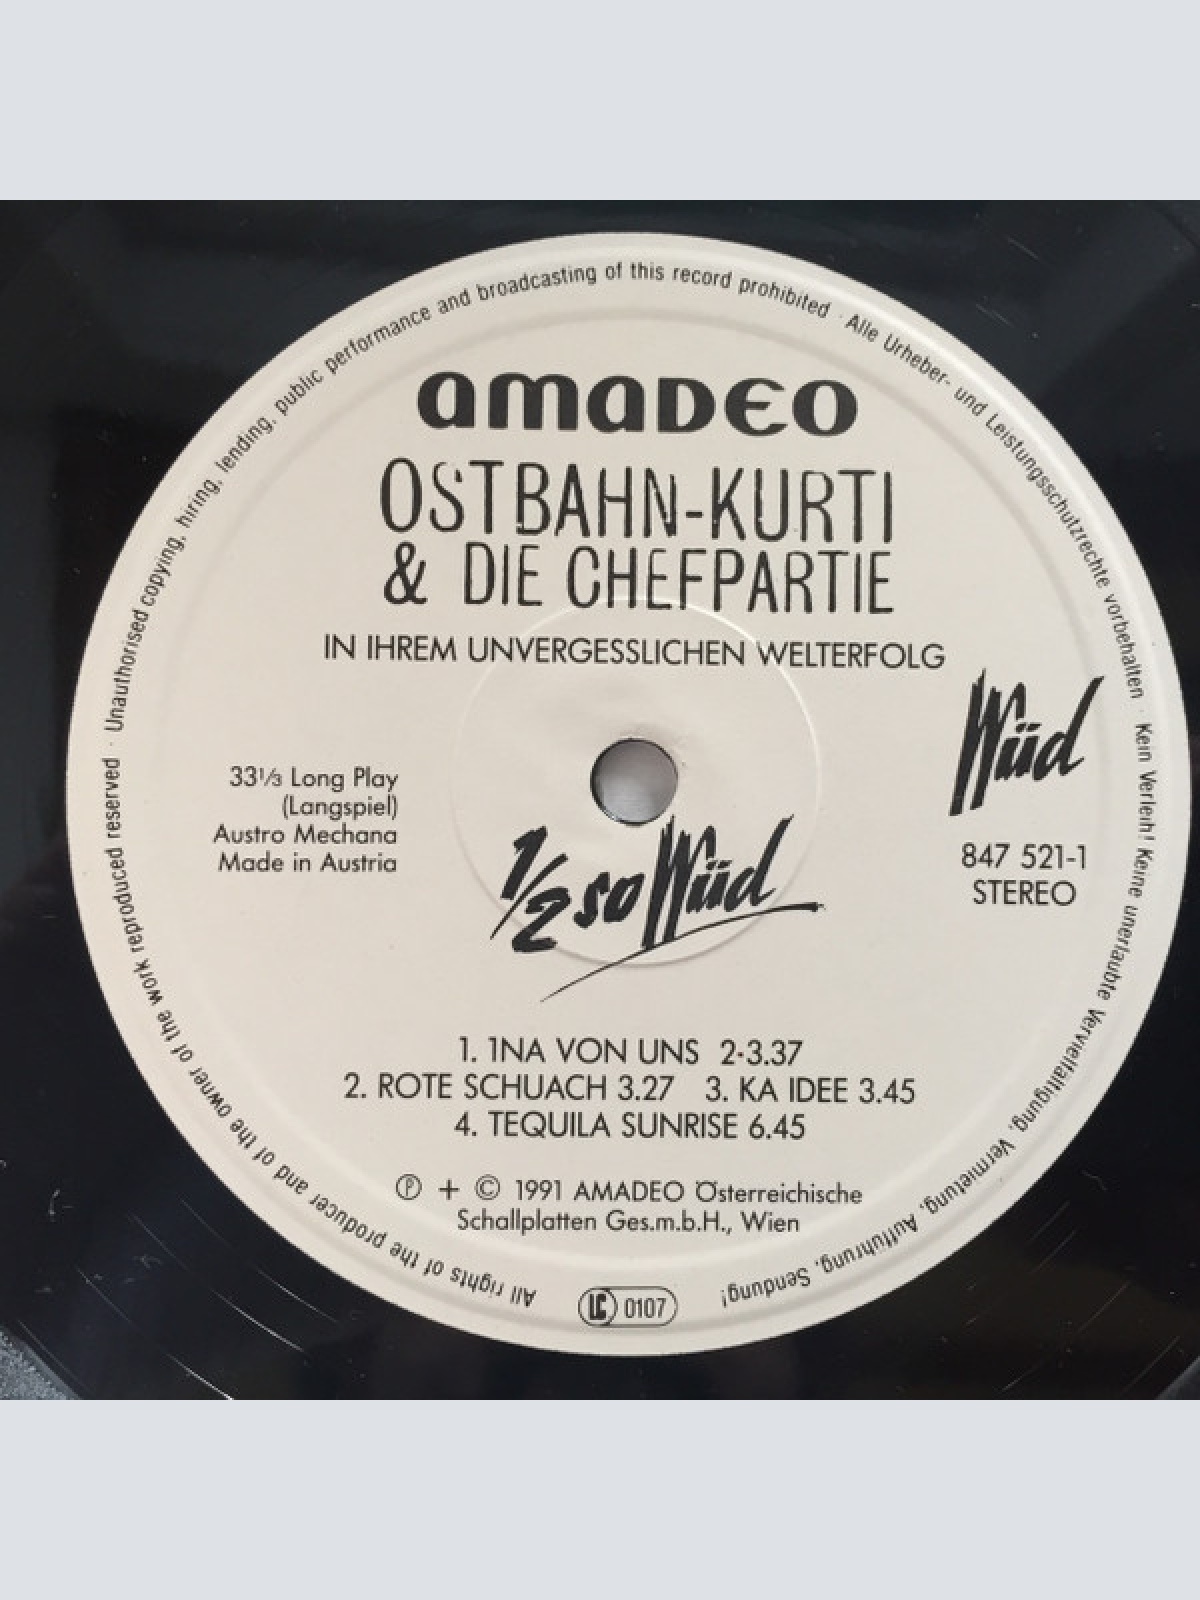 AMADEO
OSTBAHN-KURTI
& DIE CHEFPARTIE
IN IHREM UNVERGESSLICHEN WELTERFOLG
Wüd
33⅓ Long Play
(Langspiel)
Austro Mechana
Made in Austria
847 521-1
STEREO
1/2 so Wüd
1. 1NA VON UNS 2-3.37
2. ROTE SCHUACH 3.27 3. KA IDEE 3.45
4. TEQUILA SUNRISE 6.45
Ⓟ + © 1991 AMADEO Österreichische
Schallplatten Ges.m.b.H., Wien
LC 0107
All rights of the producer and of the owner of the work reproduced reserved · Unauthorised copying, hiring, lending, public performance and broadcasting of this record prohibited · Alle Urheber- und Leistungsschutzrechte vorbehalten · Kein Verleih! Keine unerlaubte Vervielfältigung, Vermietung, Aufführung, Sendung!